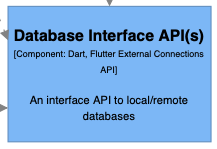 Database Interface API(s)
[Component: Dart, Flutter External Connections
API]
An interface API to local/remote
databases